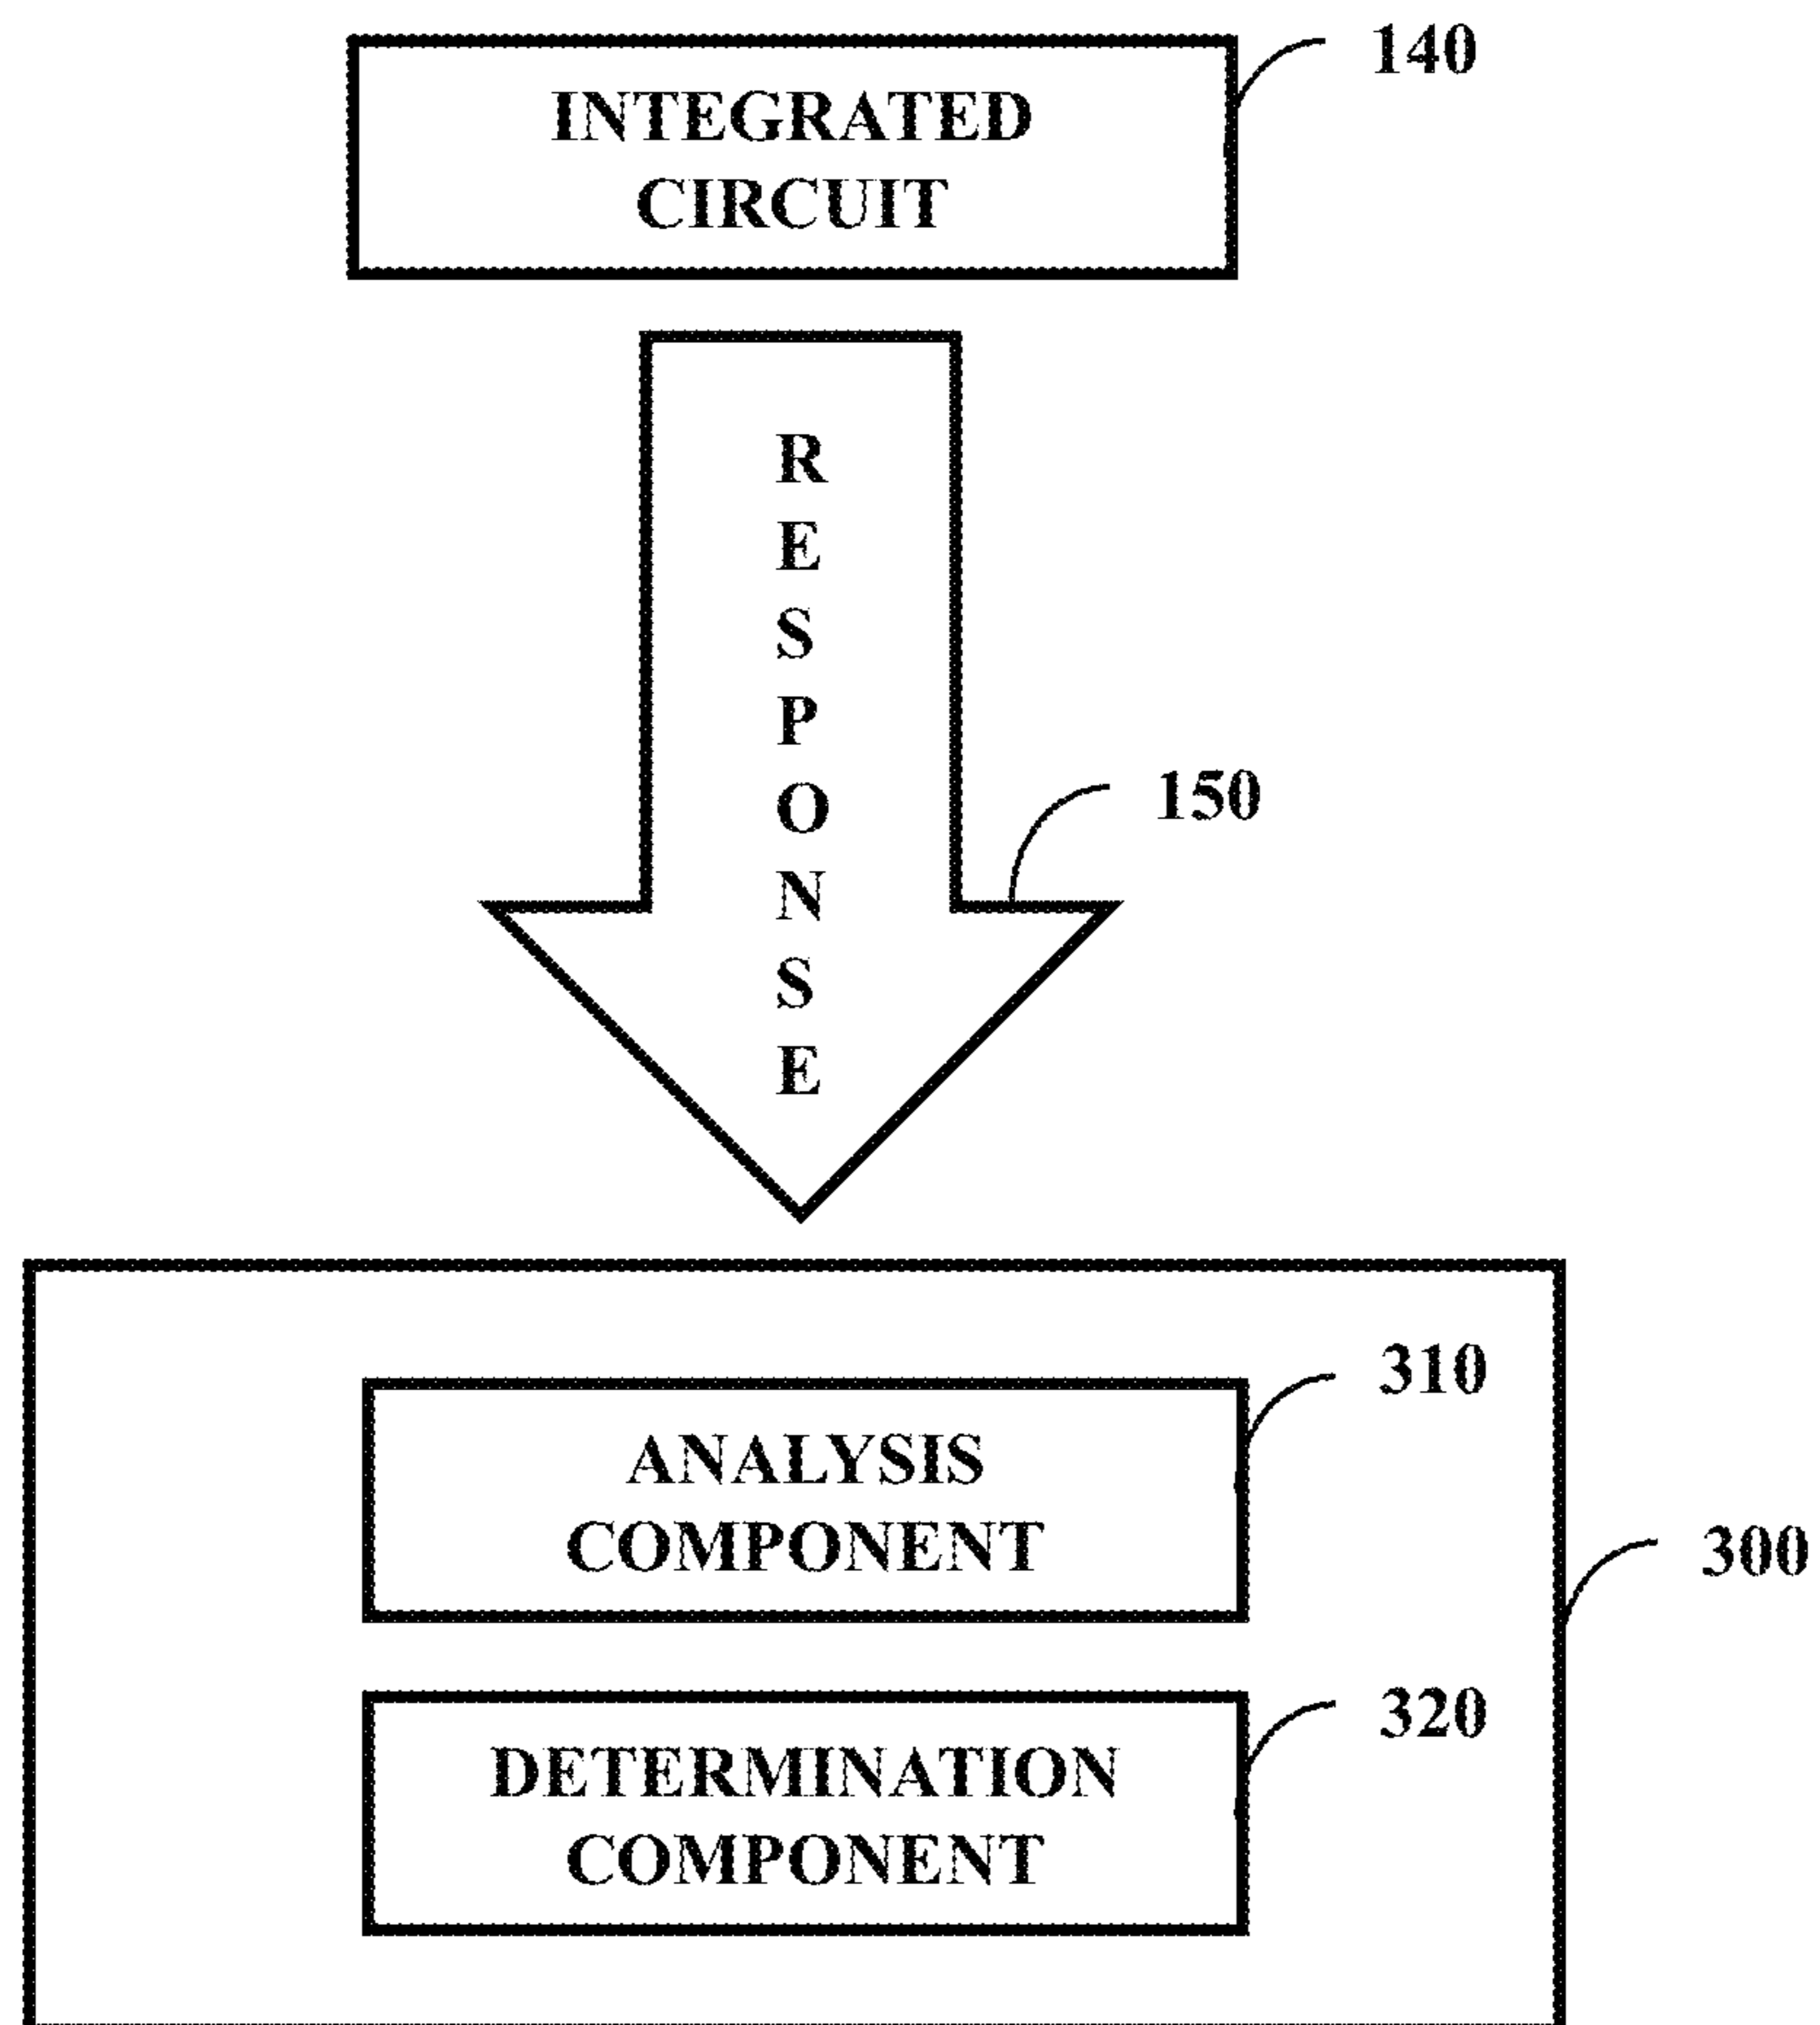 140
INTEGRATED
CIRCUIT
R
E
S
P
O
N
S
E
150
310
ANALYSIS
COMPONENT
300
320
DETERMINATION
COMPONENT